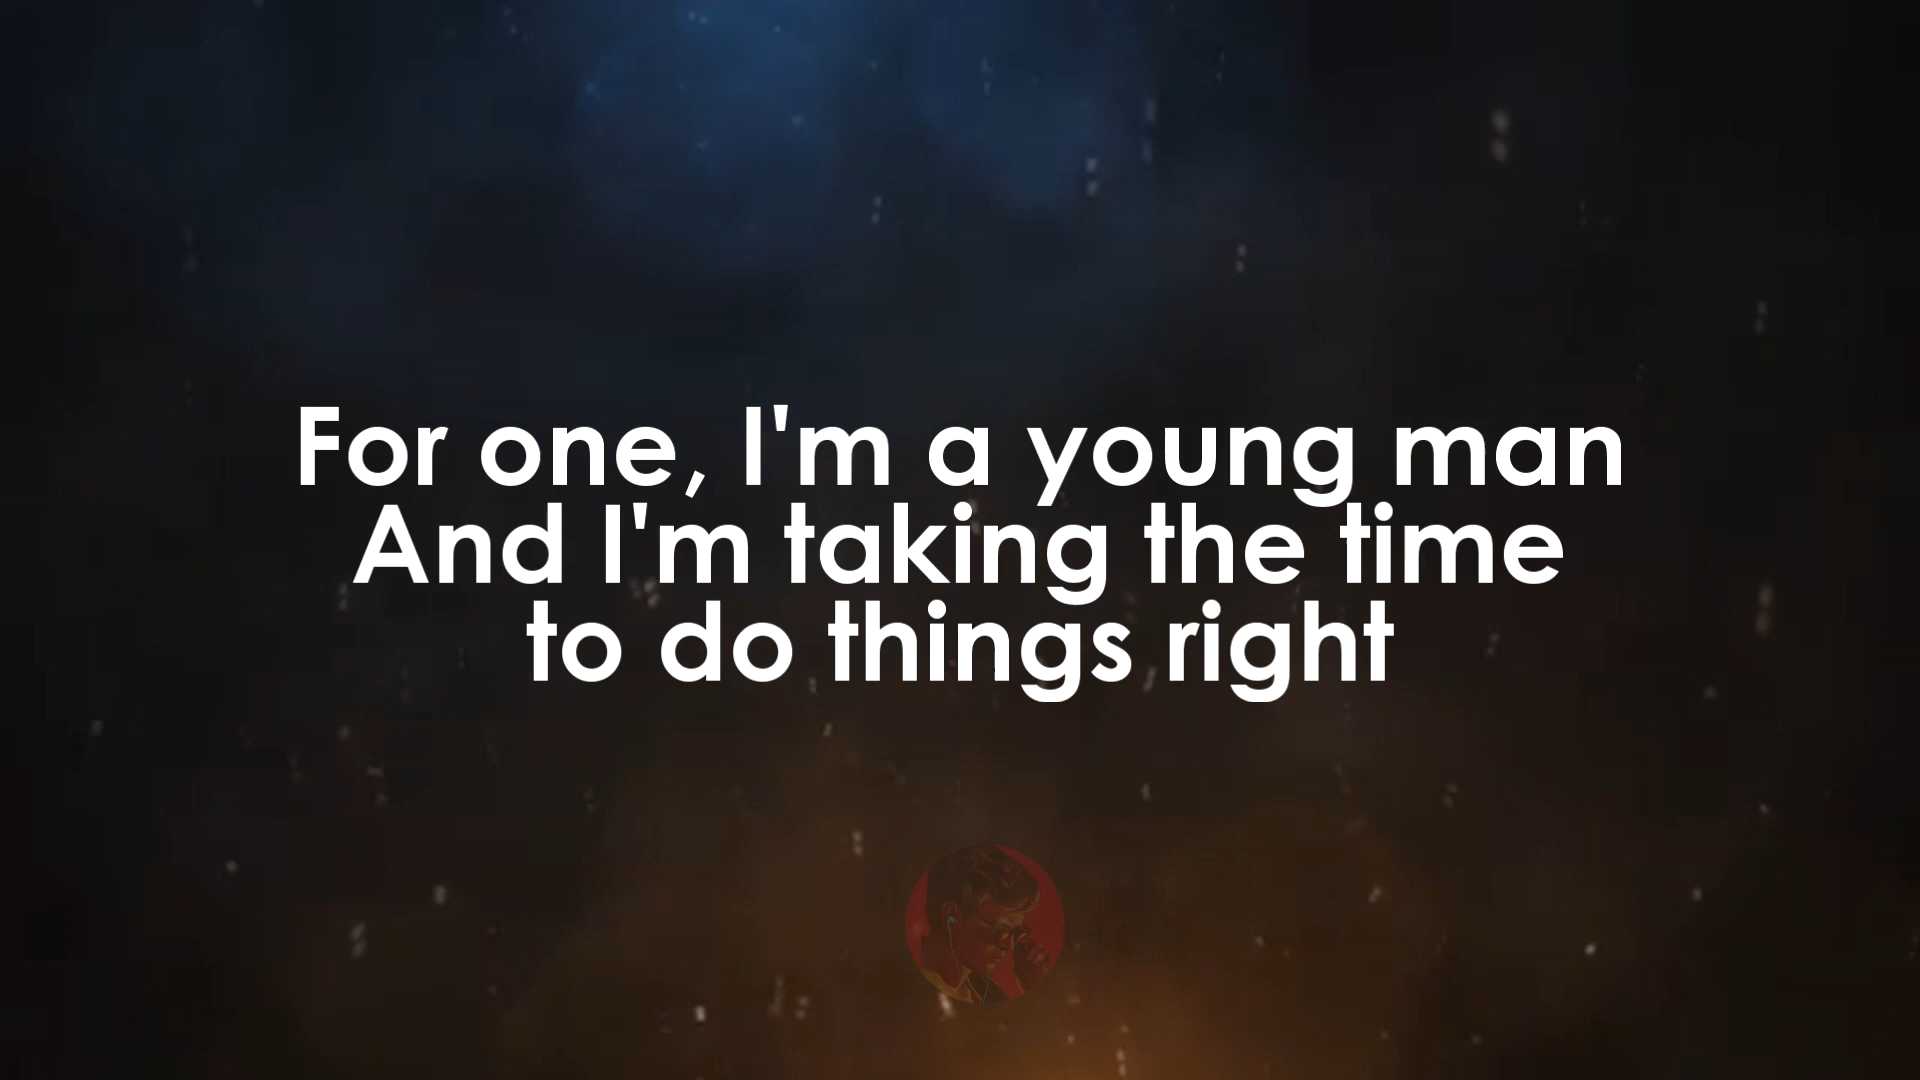 For one, I'm a young man
And I'm taking the time
to do things right